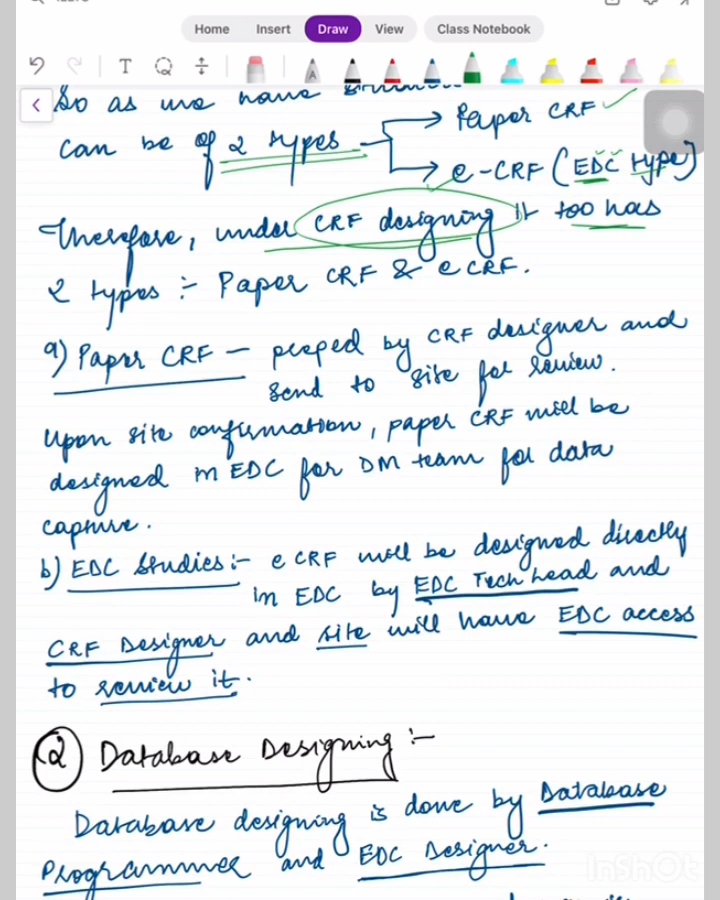 Home Insert Draw View Class Notebook
T
A
So as we have
can be of 2 types → Paper CRF ✓
→ e-CRF (EDC type)
Therefore, under CRF designing it too has
2 types :- Paper CRF & eCRF.
a) Paper CRF - preped by CRF designer and
send to site for review.
Upon site confirmation, paper CRF will be
designed in EDC for DM team for data
capture.
b) EDC Studies :- eCRF will be designed directly
in EDC by EDC Tech head and
CRF Designer and site will have EDC access
to review it.
2 Database Designing :-
Database designing is done by Database
Programmer and EDC Designer.
InShOt